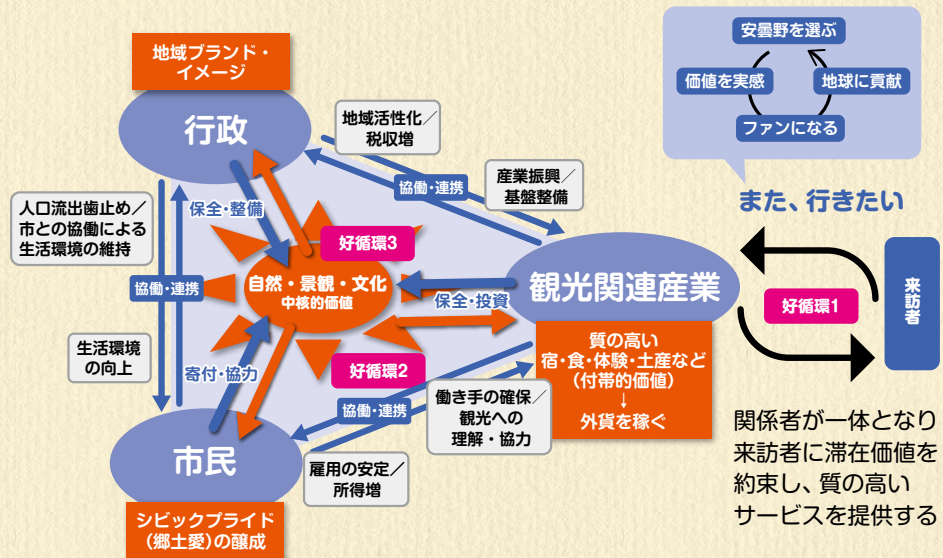 地域ブランド・
イメージ
行政
地域活性化／
税収増
協働・連携
産業振興／
基盤整備
人口流出歯止め／
市との協働による
生活環境の維持
保全・整備
好循環3
協働・連携
自然・景観・文化
中核的価値
保全・投資
観光関連産業
質の高い
宿・食・体験・土産など
（付帯的価値）
↓
外貨を稼ぐ
生活環境
の向上
寄付・協力
好循環2
協働・連携
働き手の確保／
観光への
理解・協力
市民
雇用の安定／
所得増
シビックプライド
（郷土愛）の醸成
安曇野を選ぶ
価値を実感
地球に貢献
ファンになる
また、行きたい
好循環1
来訪者
関係者が一体となり
来訪者に滞在価値を
約束し、質の高い
サービスを提供する